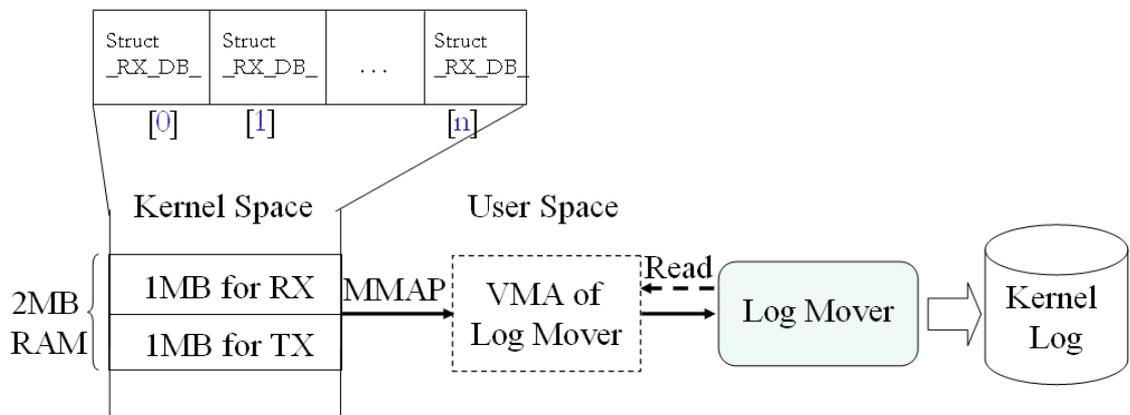 Struct
_RX_DB_
Struct
_RX_DB_
...
Struct
_RX_DB_
[0]
[1]
[n]
Kernel Space
User Space
2MB
RAM
1MB for RX
1MB for TX
MMAP
VMA of
Log Mover
Read
Log Mover
Kernel
Log